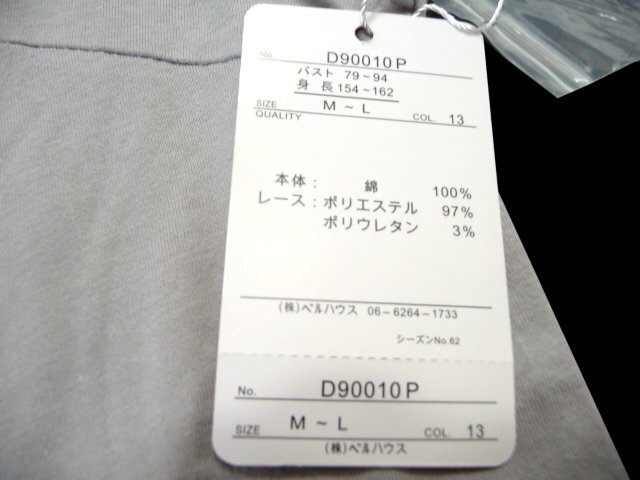 No. D90010P
バスト 79~94
身長 154~162
SIZE M ~ L COL. 13
QUALITY
本体: 綿 100%
レース:ポリエステル 97%
ポリウレタン 3%
(株)ベルハウス 06-6264-1733
シーズンNo.62
No. D90010P
SIZE M ~ L COL. 13
(株)ベルハウス